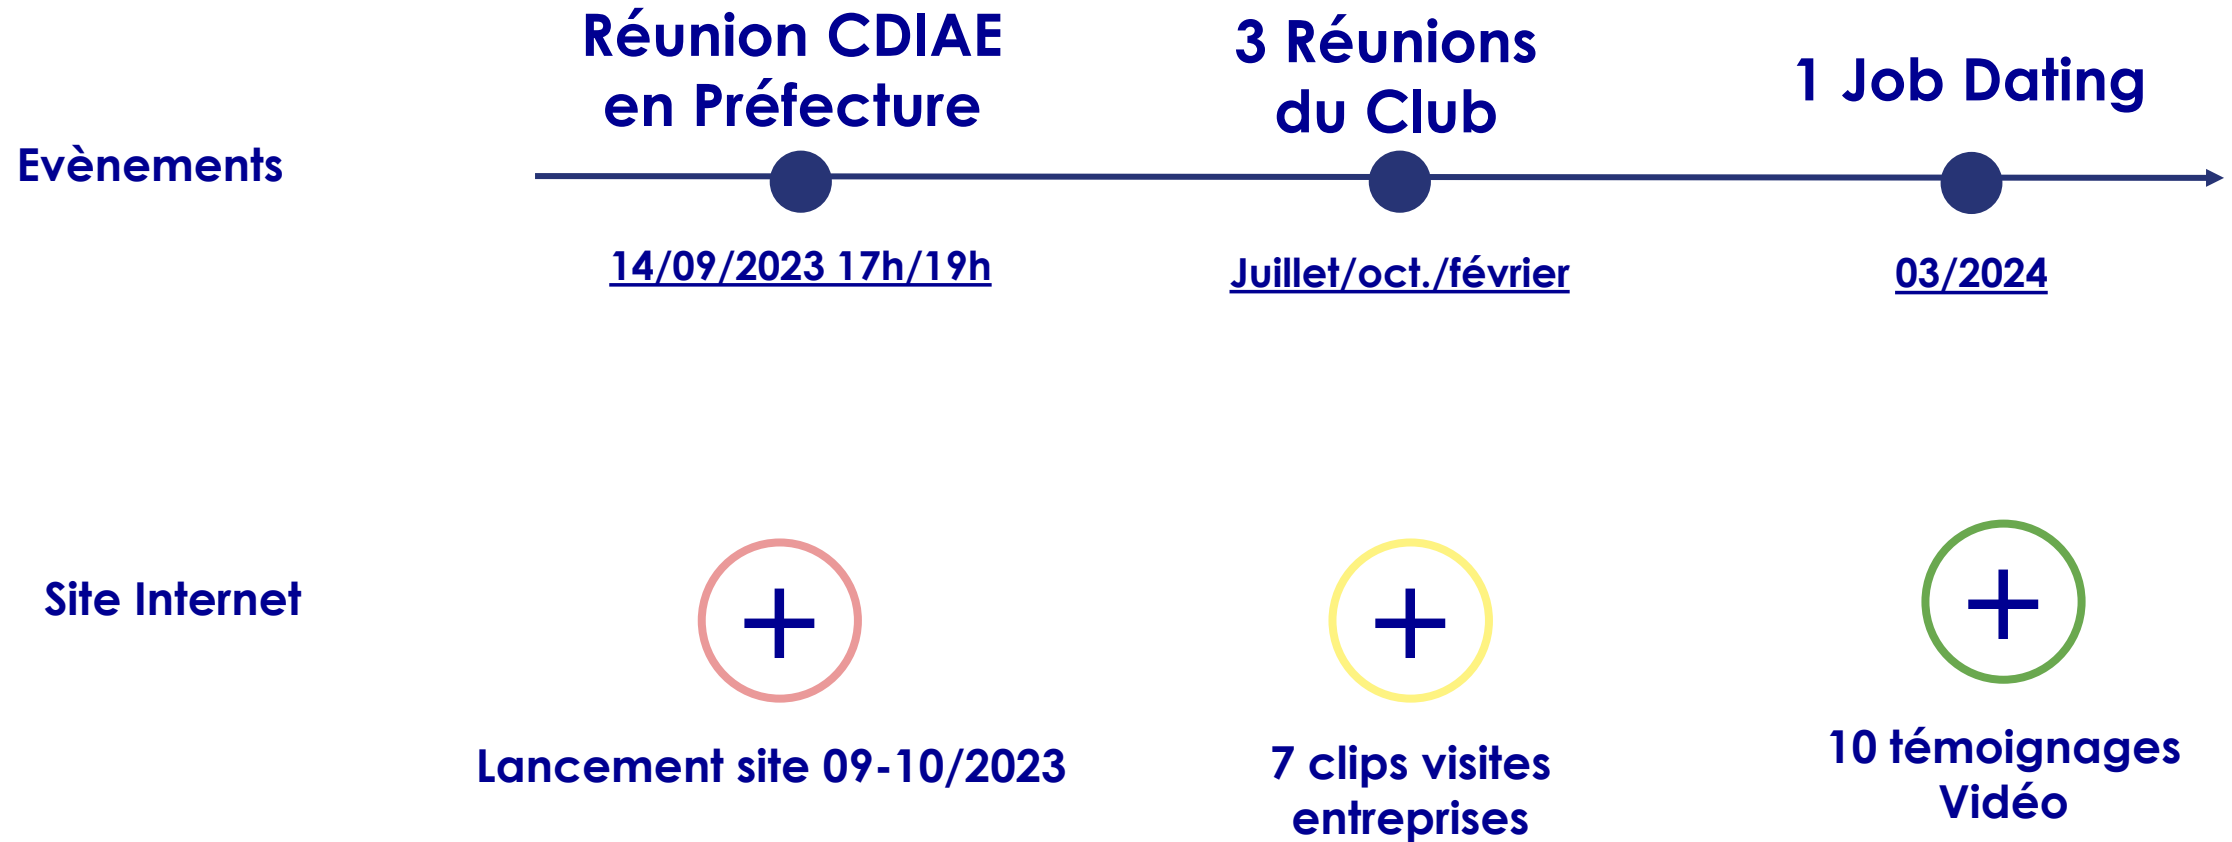 Réunion CDIAE
en Préfecture
3 Réunions
du Club
1 Job Dating
Evènements
14/09/2023 17h/19h
Juillet/oct./février
03/2024
Site Internet
+
+
+
Lancement site 09-10/2023
7 clips visites
entreprises
10 témoignages
Vidéo